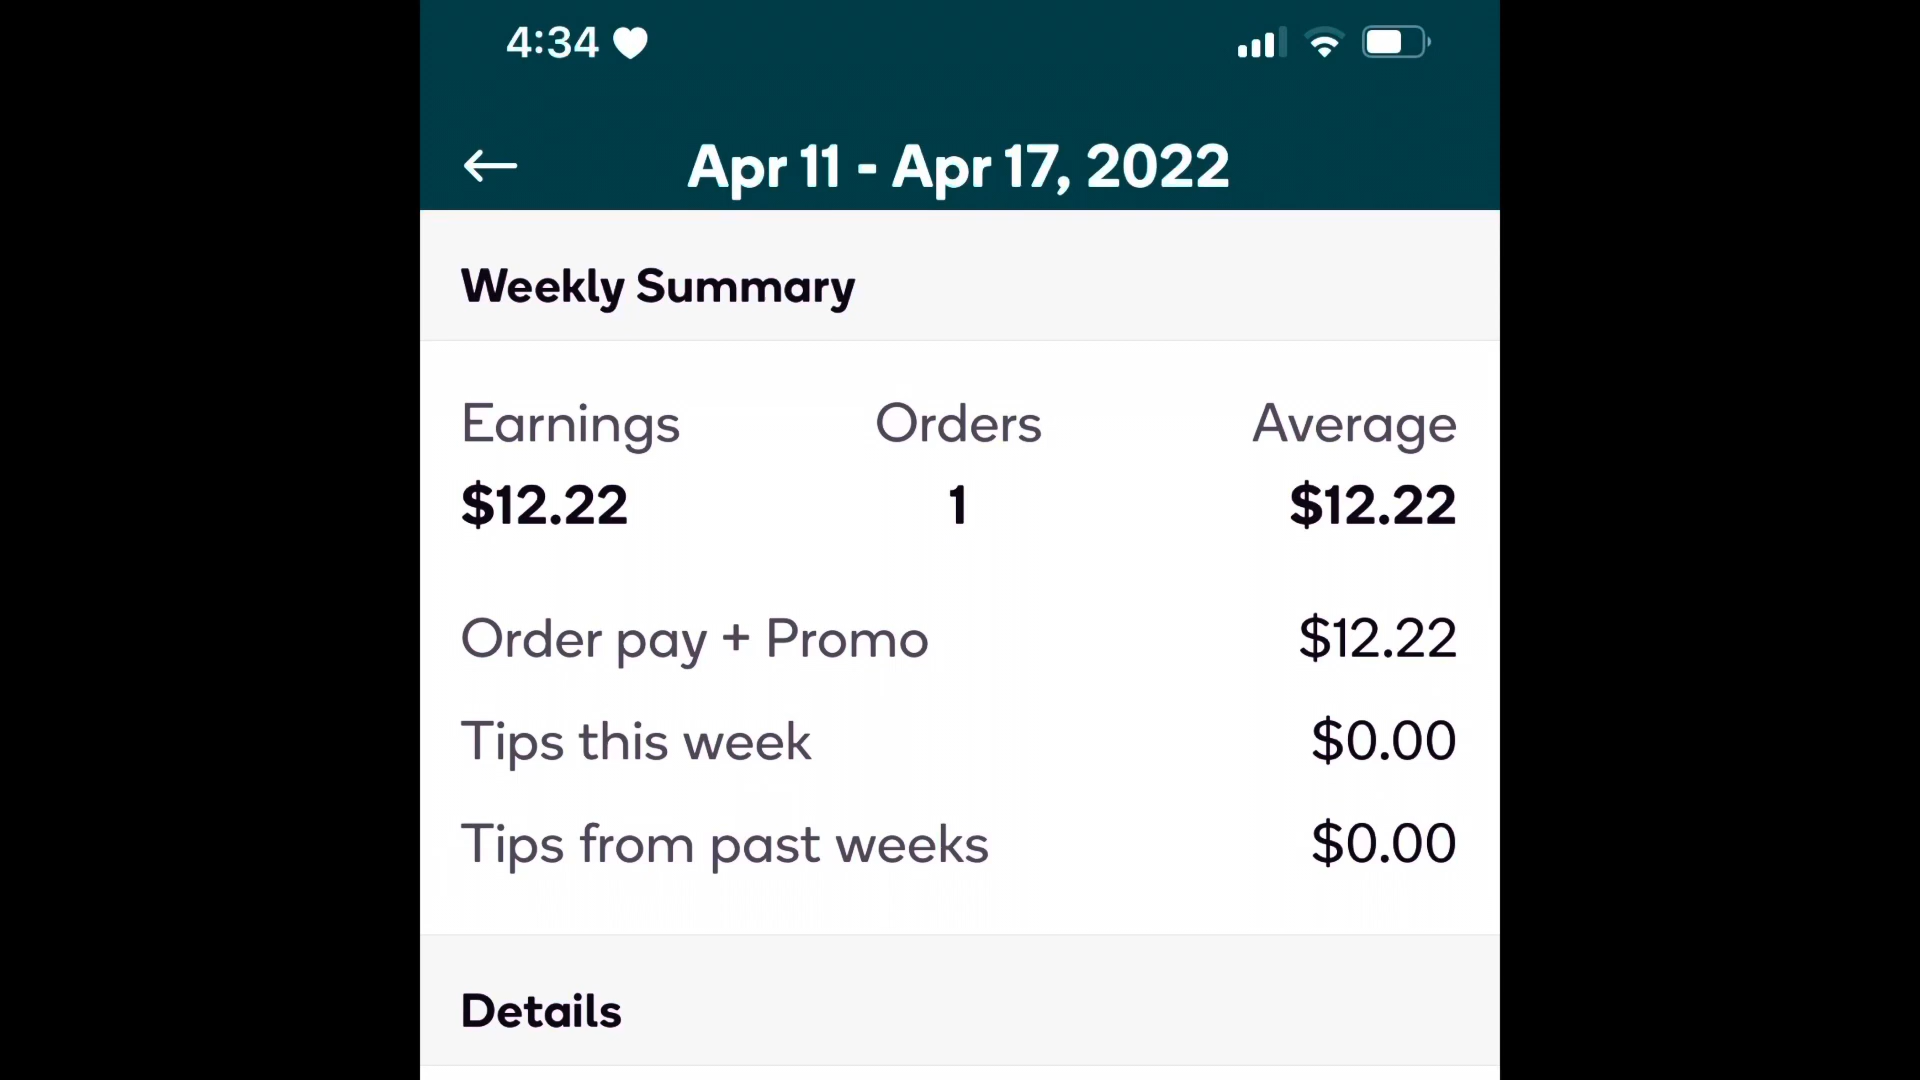 4:34
Apr 11 - Apr 17, 2022
Weekly Summary
Earnings Orders Average
$12.22 1 $12.22
Order pay + Promo $12.22
Tips this week $0.00
Tips from past weeks $0.00
Details